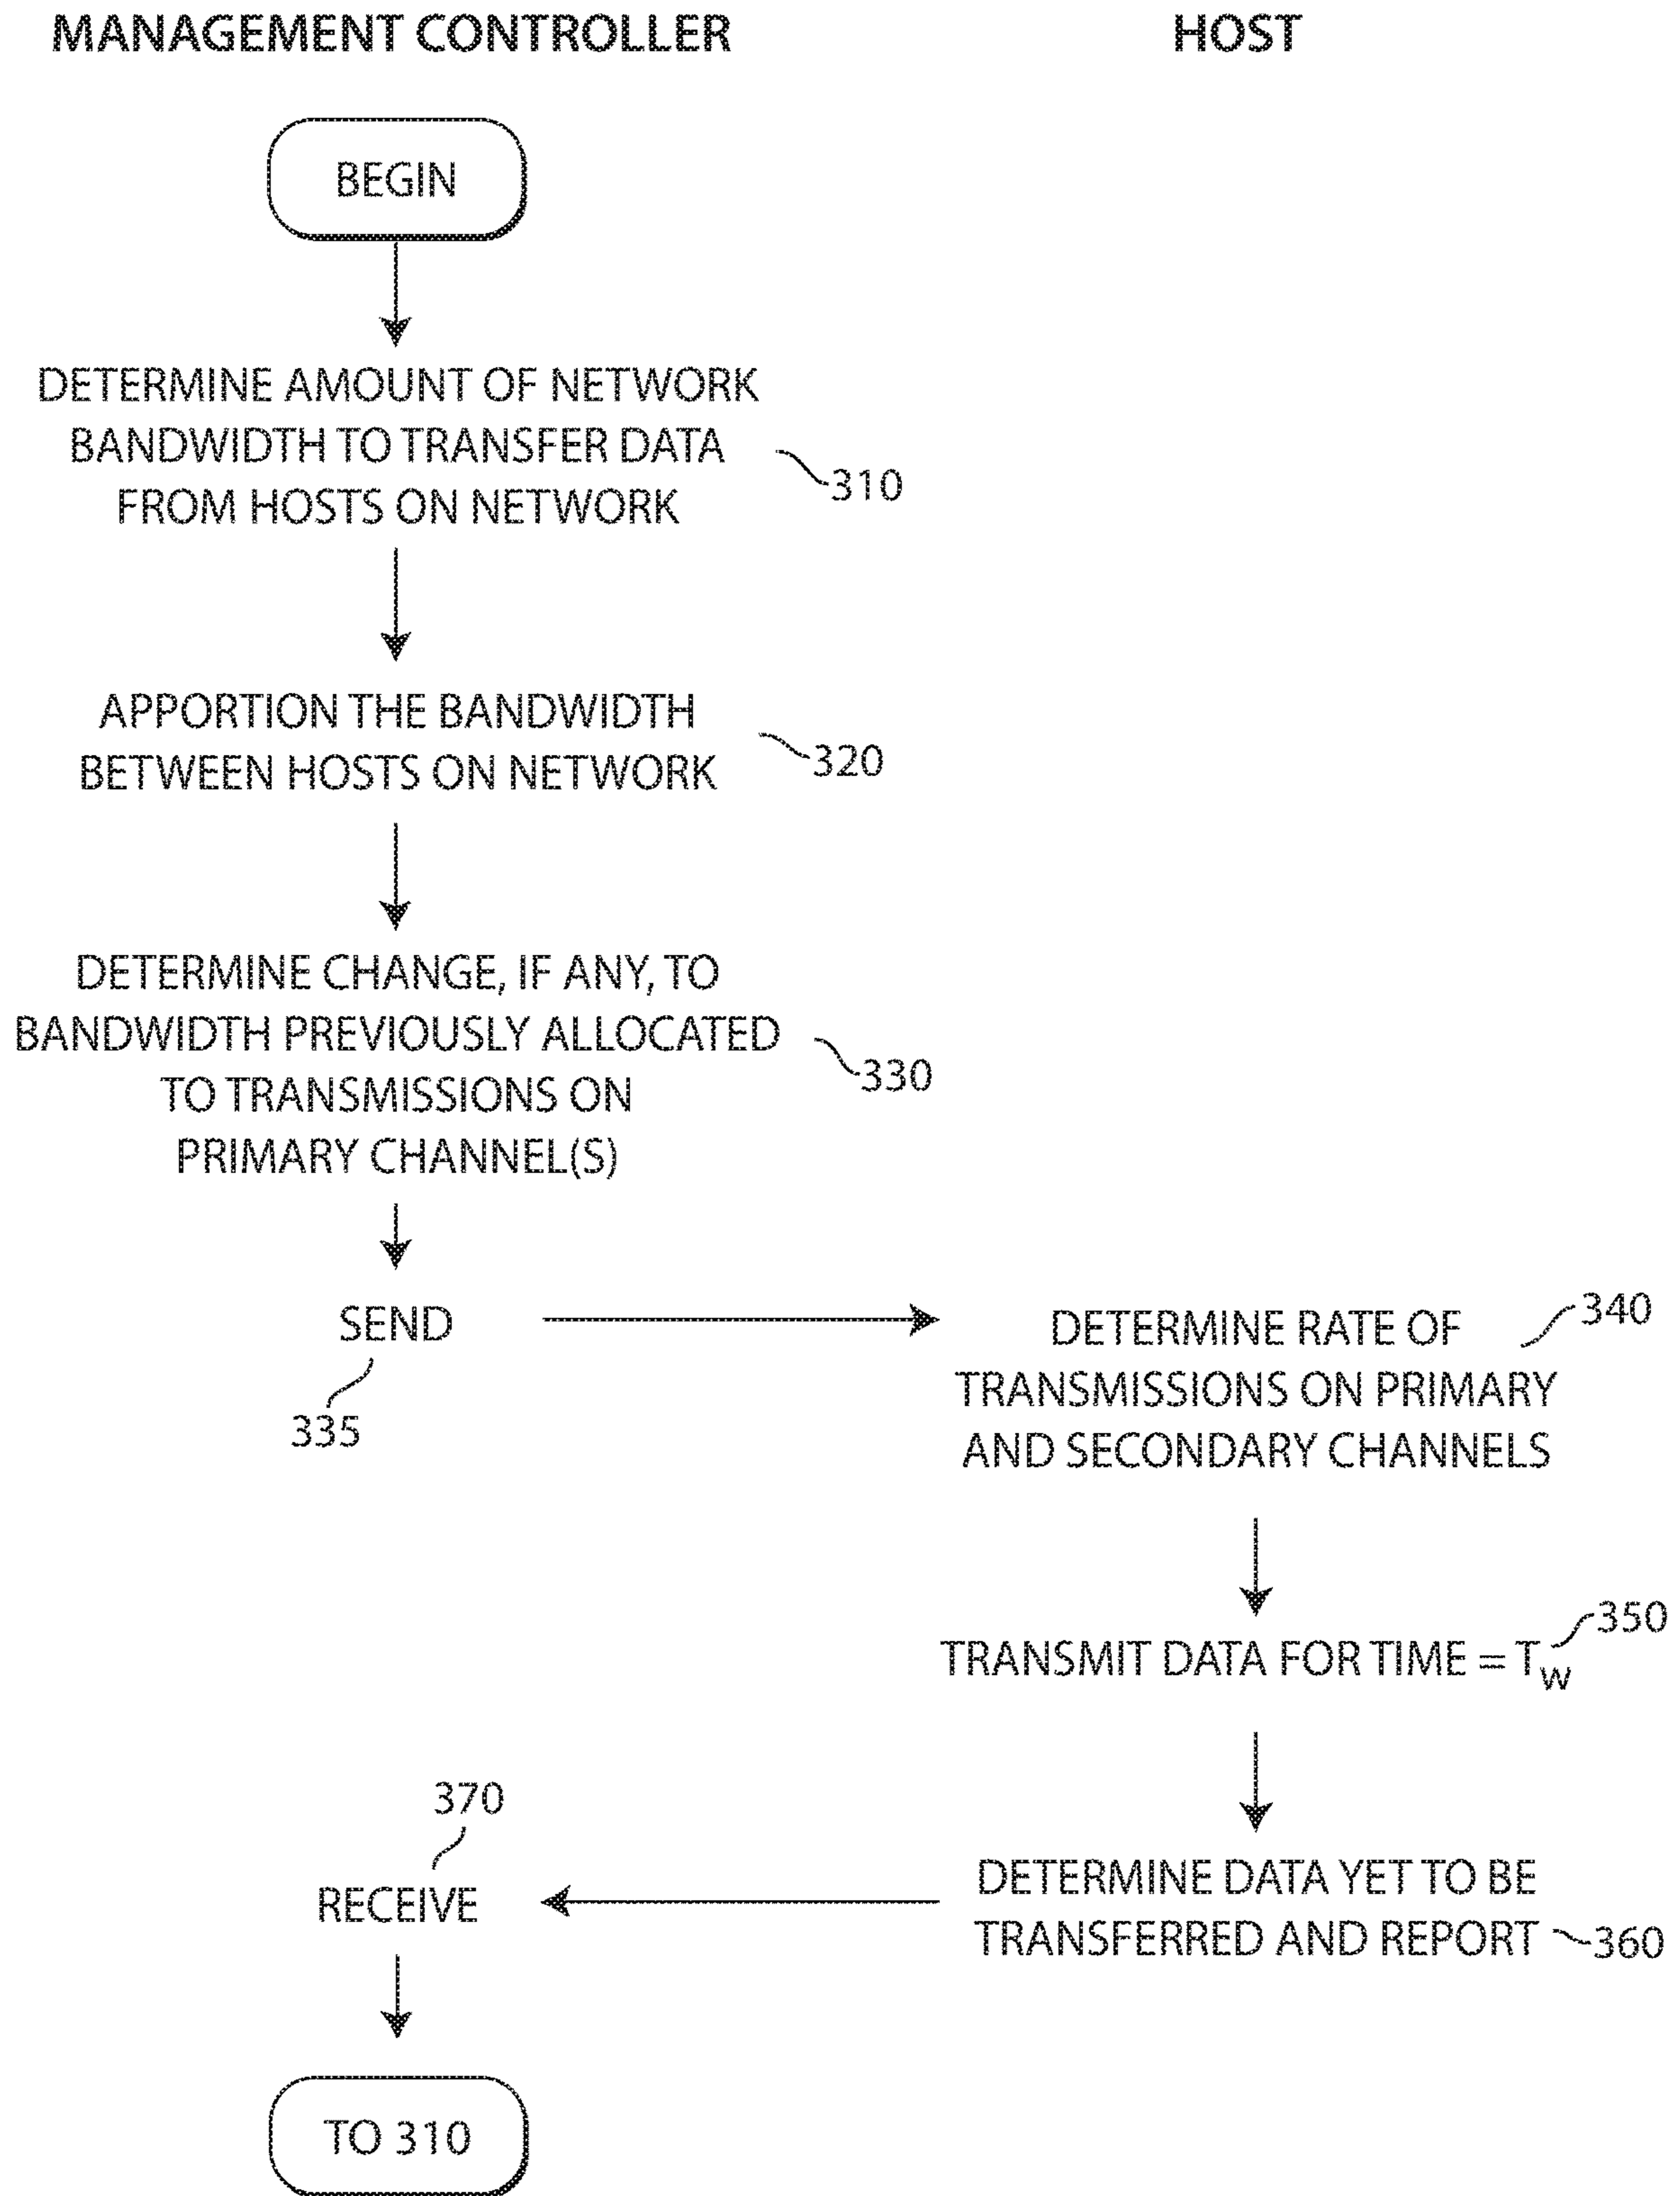 MANAGEMENT CONTROLLER
HOST
BEGIN
DETERMINE AMOUNT OF NETWORK
BANDWIDTH TO TRANSFER DATA
FROM HOSTS ON NETWORK
310
APPORTION THE BANDWIDTH
BETWEEN HOSTS ON NETWORK
320
DETERMINE CHANGE, IF ANY, TO
BANDWIDTH PREVIOUSLY ALLOCATED
TO TRANSMISSIONS ON
PRIMARY CHANNEL(S)
330
SEND
335
DETERMINE RATE OF
TRANSMISSIONS ON PRIMARY
AND SECONDARY CHANNELS
340
TRANSMIT DATA FOR TIME = Tw
350
DETERMINE DATA YET TO BE
TRANSFERRED AND REPORT
360
370
RECEIVE
TO 310